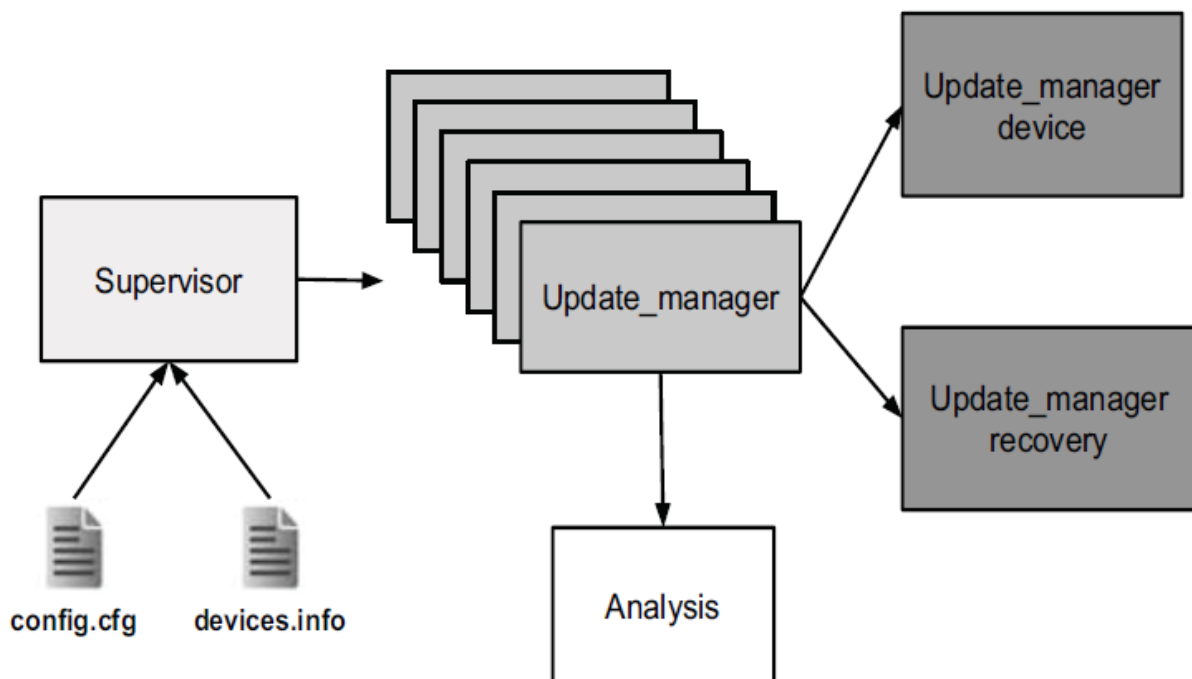 Update_manager
device
Supervisor
Update_manager
Update_manager
recovery
config.cfg
devices.info
Analysis